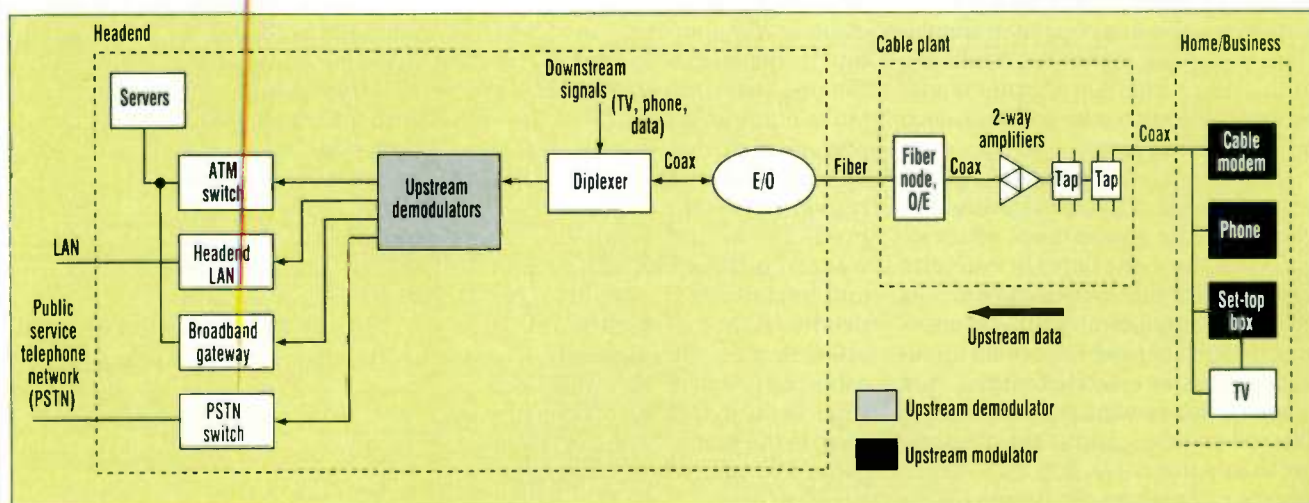 Headend
Servers
ATM
switch
Headend
LAN
LAN
Broadband
gateway
Public
service
telephone
network
(PSTN)
PSTN
switch
Upstream
demodulators
Downstream
signals
(TV, phone,
data)
Diplexer
Coax
E/O
Fiber
Cable plant
Fiber
node,
O/E
Coax
2-way
amplifiers
Tap
Tap
Coax
Home/Business
Cable
modem
Phone
Set-top
box
TV
Upstream data
Upstream demodulator
Upstream modulator